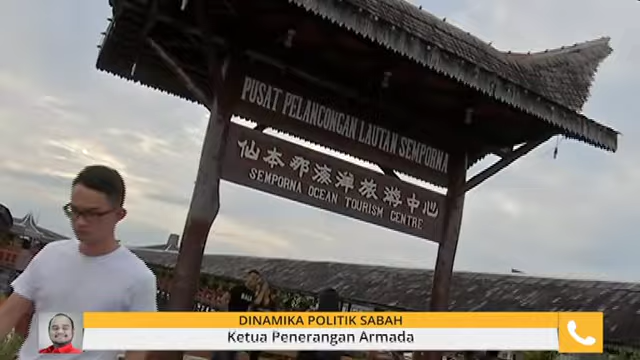 PUSAT PELANCONGAN LAUTAN SEMPORNA
仙本那海洋旅游中心
SEMPORNA OCEAN TOURISM CENTRE
DINAMIKA POLITIK SABAH
Ketua Penerangan Armada